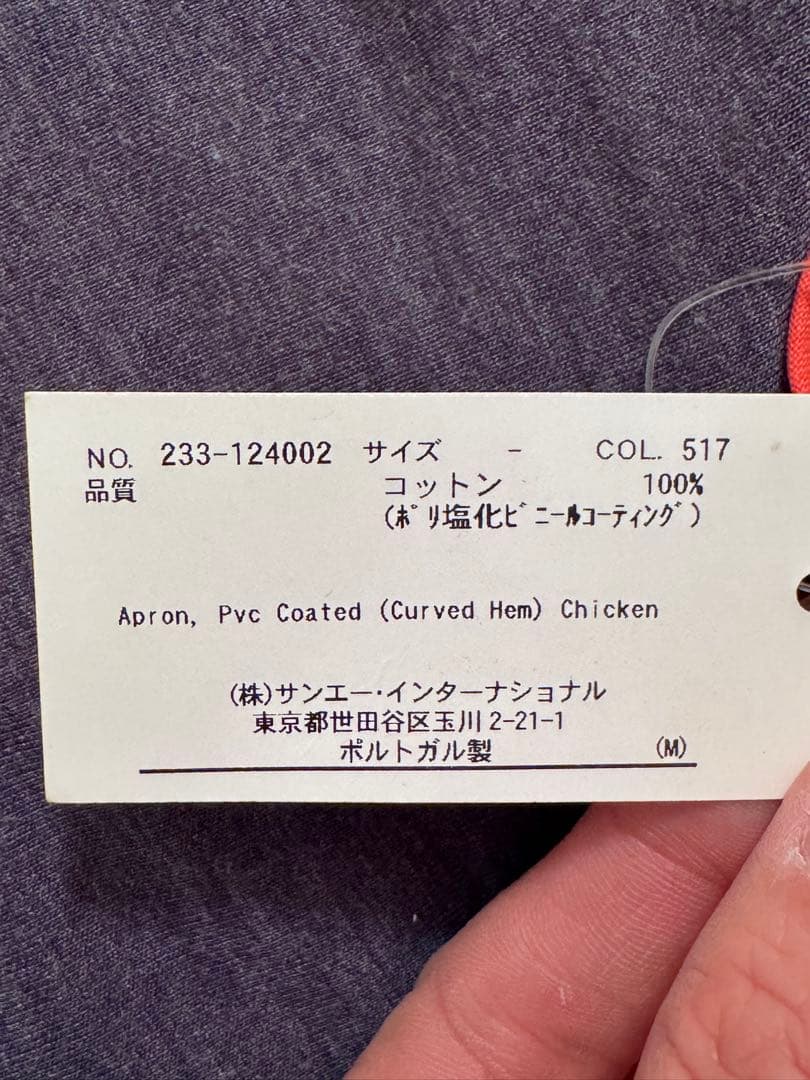 NO. 233-124002 サイズ - COL. 517
品質 コットン 100%
(ポリ塩化ビニールコーティング)
Apron, Pvc Coated (Curved Hem) Chicken
(株)サンエー・インターナショナル
東京都世田谷区玉川2-21-1
ポルトガル製 (M)